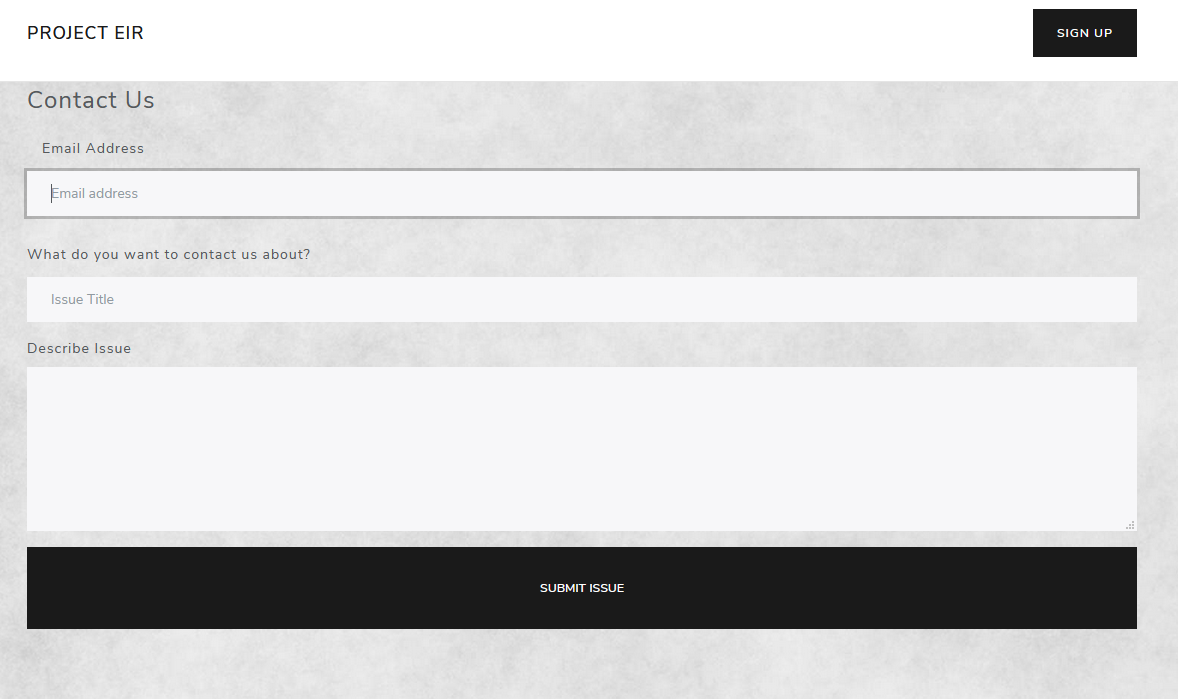 PROJECT EIR
SIGN UP
Contact Us
Email Address
Email address
What do you want to contact us about?
Issue Title
Describe Issue
SUBMIT ISSUE